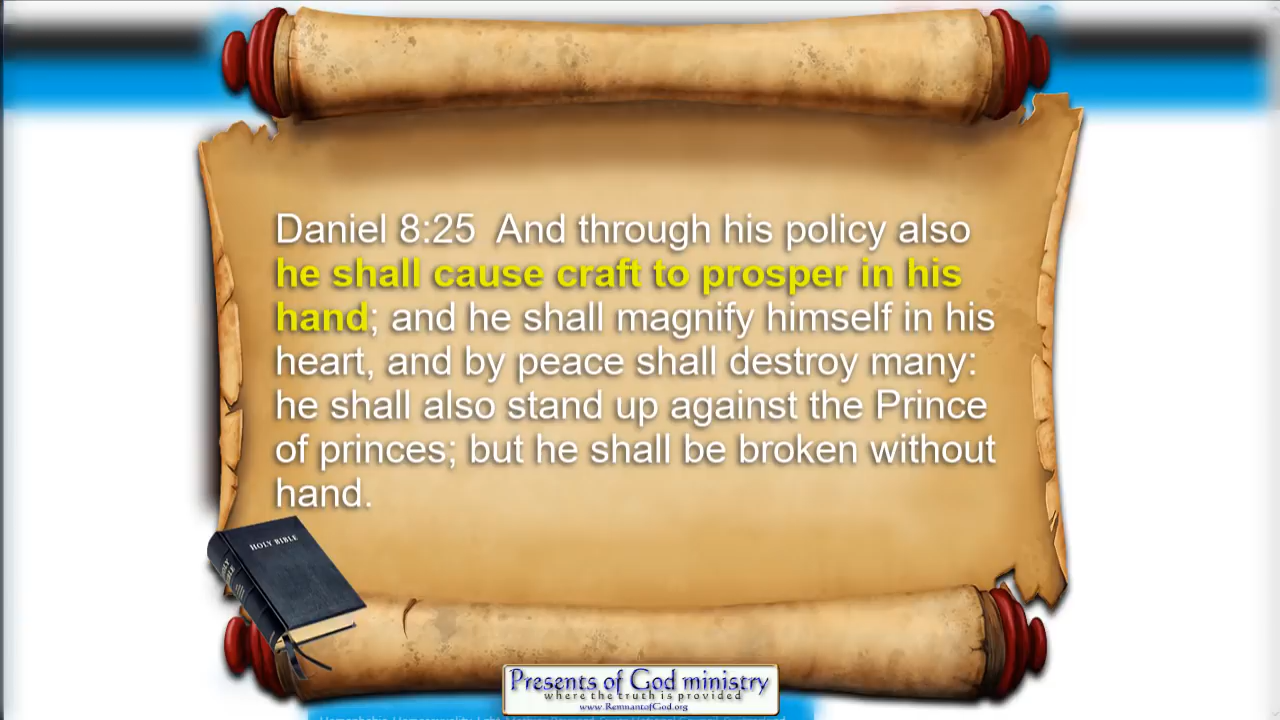 Daniel 8:25  And through his policy also
he shall cause craft to prosper in his
hand; and he shall magnify himself in his
heart, and by peace shall destroy many:
he shall also stand up against the Prince
of princes; but he shall be broken without
hand.
HOLY BIBLE
Presents of God ministry
where the truth is provided
www.RemnantofGod.org